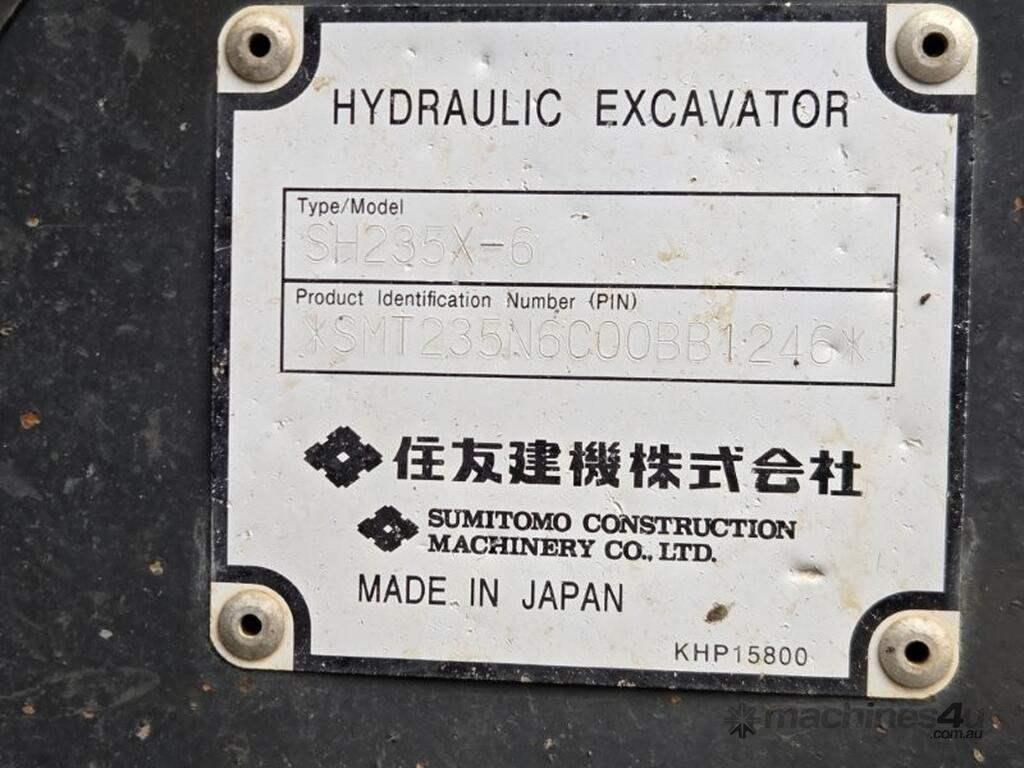 HYDRAULIC EXCAVATOR
Type/Model
SH235X-6
Product Identification Number (PIN)
*SMT235N6C00BB1246*
住友建機株式会社
SUMITOMO CONSTRUCTION
MACHINERY CO., LTD.
MADE IN JAPAN
KHP15800
machines4u
.com.au